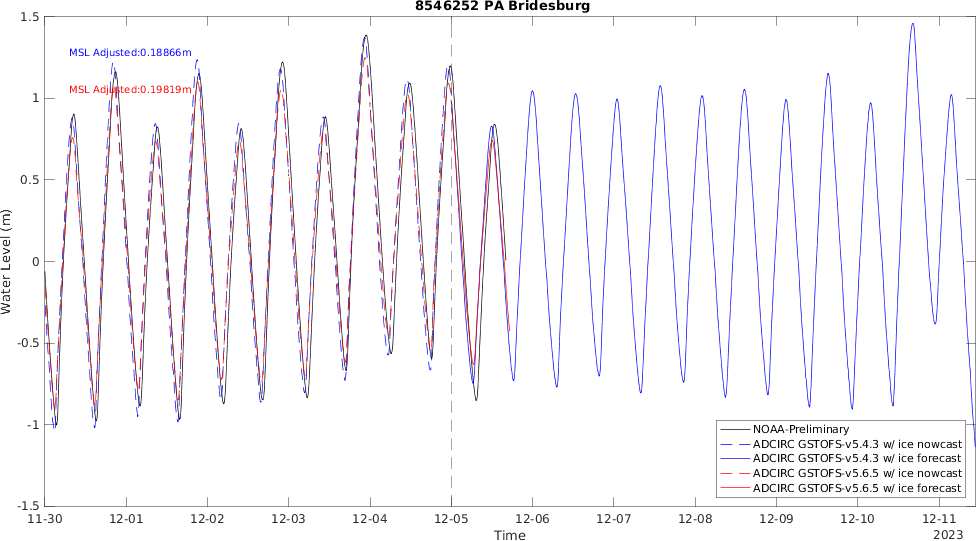 8546252 PA Bridesburg
MSL Adjusted:0.18866m
MSL Adjusted:0.19819m
Water Level (m)
1.5
1
0.5
0
-0.5
-1
-1.5
NOAA-Preliminary
ADCIRC GSTOFS-v5.4.3 w/ ice nowcast
ADCIRC GSTOFS-v5.4.3 w/ ice forecast
ADCIRC GSTOFS-v5.6.5 w/ ice nowcast
ADCIRC GSTOFS-v5.6.5 w/ ice forecast
11-30 12-01 12-02 12-03 12-04 12-05 12-06 12-07 12-08 12-09 12-10 12-11
Time
2023